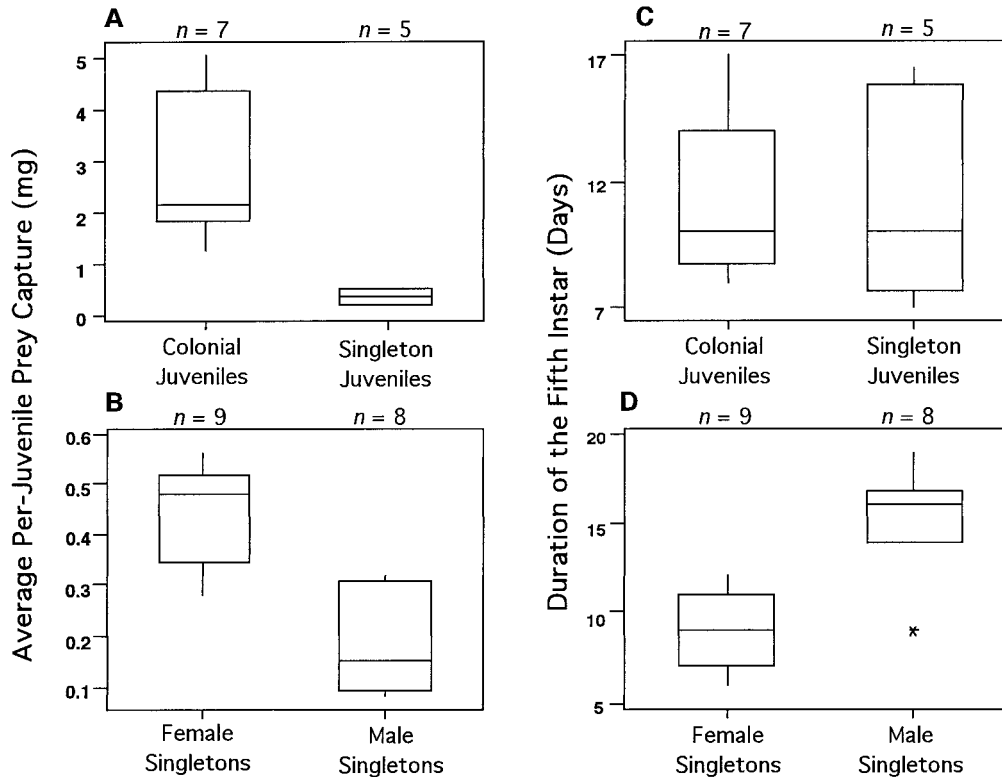 A
n = 7
n = 5
Average Per-Juvenile Prey Capture (mg)
5
4
3
2
1
0
Colonial
Juveniles
Singleton
Juveniles
B
n = 9
n = 8
0.6
0.5
0.4
0.3
0.2
0.1
Female
Singletons
Male
Singletons
C
n = 7
n = 5
Duration of the Fifth Instar (Days)
17
12
7
Colonial
Juveniles
Singleton
Juveniles
D
n = 9
n = 8
20
15
10
5
Female
Singletons
Male
Singletons